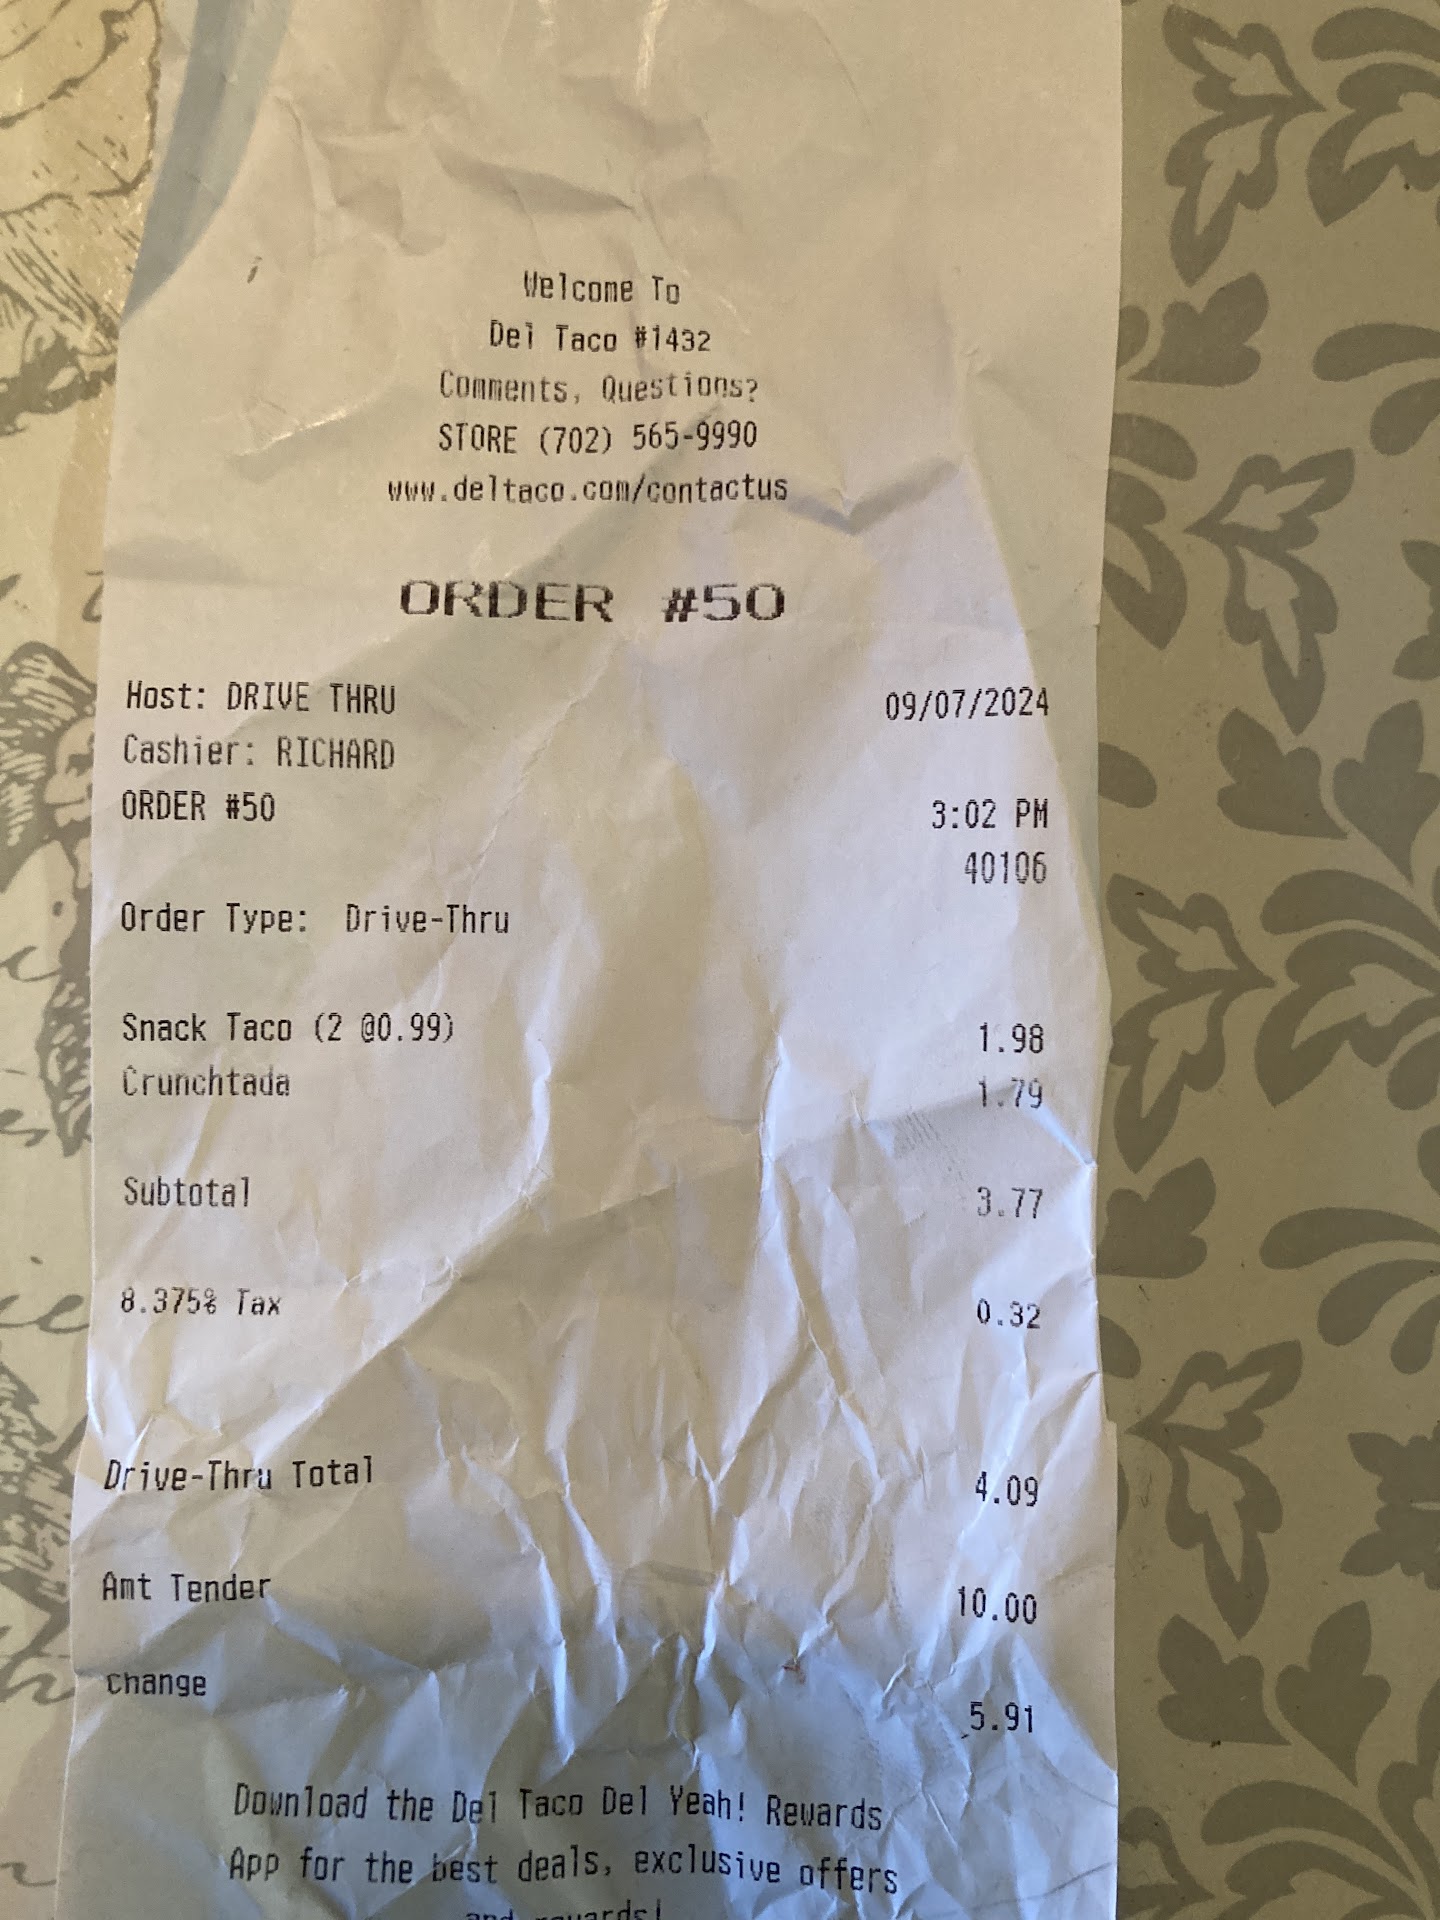 Welcome To
Del Taco #1432
Comments, Questions?
STORE (702) 565-9990
www.deltaco.com/contactus
ORDER #50
Host: DRIVE THRU 09/07/2024
Cashier: RICHARD
ORDER #50 3:02 PM
40106
Order Type: Drive-Thru
Snack Taco (2 @0.99) 1.98
Crunchtada 1.79
Subtotal 3.77
8.375% Tax 0.32
Drive-Thru Total 4.09
Amt Tender 10.00
change 5.91
Download the Del Taco Del Yeah! Rewards
App for the best deals, exclusive offers
and rewards!